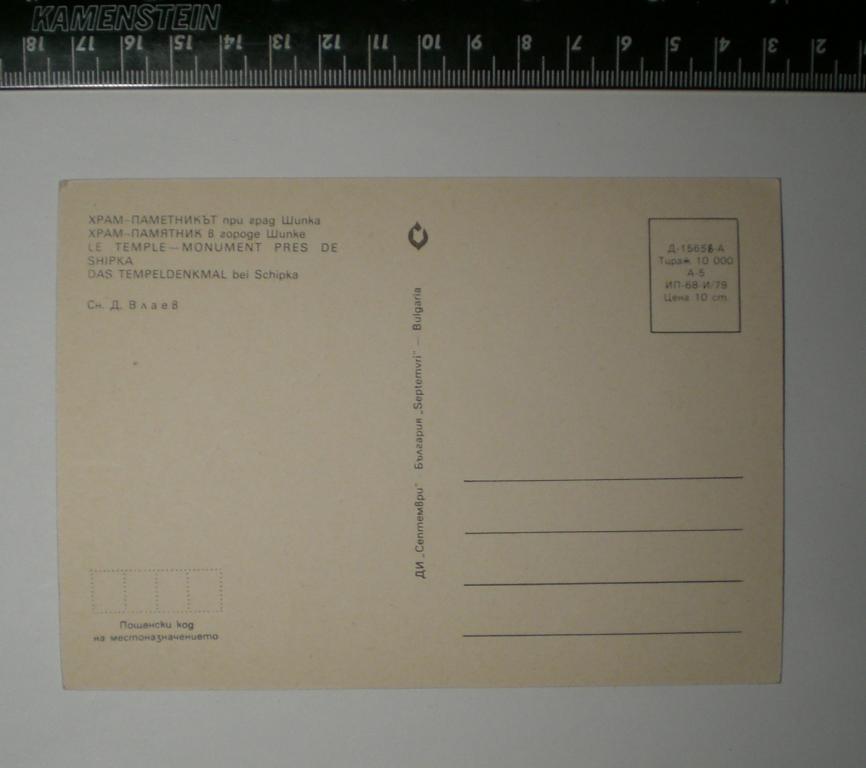 KAMENSTEIN
18 17 16 15 14 13 12 11 10 9 8 7 6 5 4 3 2
ХРАМ-ПАМЕТНИКЪТ при град Шипка
ХРАМ-ПАМЯТНИК в городе Шипке
LE TEMPLE—MONUMENT PRES DE
SHIPKA
DAS TEMPELDENKMAL bei Schipka
Сн. Д. Влаев
Пощенски код
на местоназначението
ДИ „Септември" България „Septemvri" — Bulgaria
Тираж 10 000
А-5
ИП-68-И/79
Цена 10 ст.